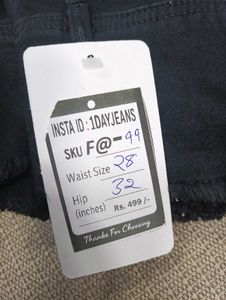 INSTA ID : 1DAYJEANS
SKU F@-99
Waist Size 28
Hip (inches) 32
Rs. 499 /-
Thanks For Choosing